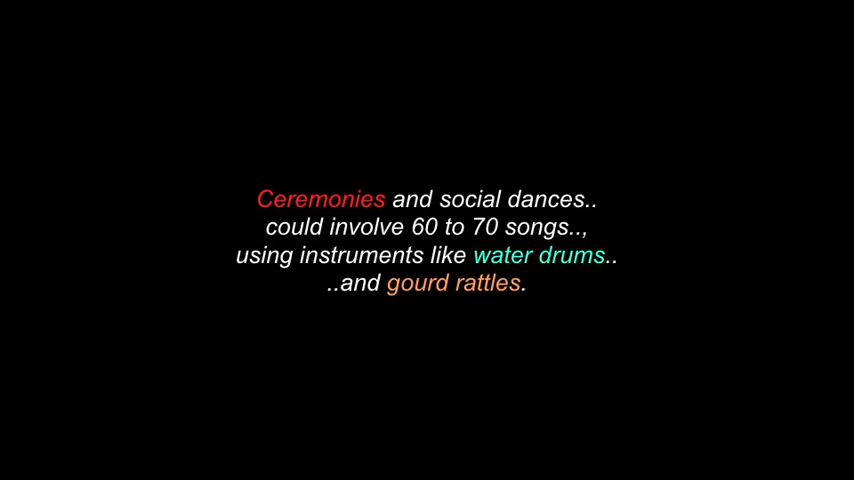 Ceremonies and social dances..
could involve 60 to 70 songs..,
using instruments like water drums..
..and gourd rattles.